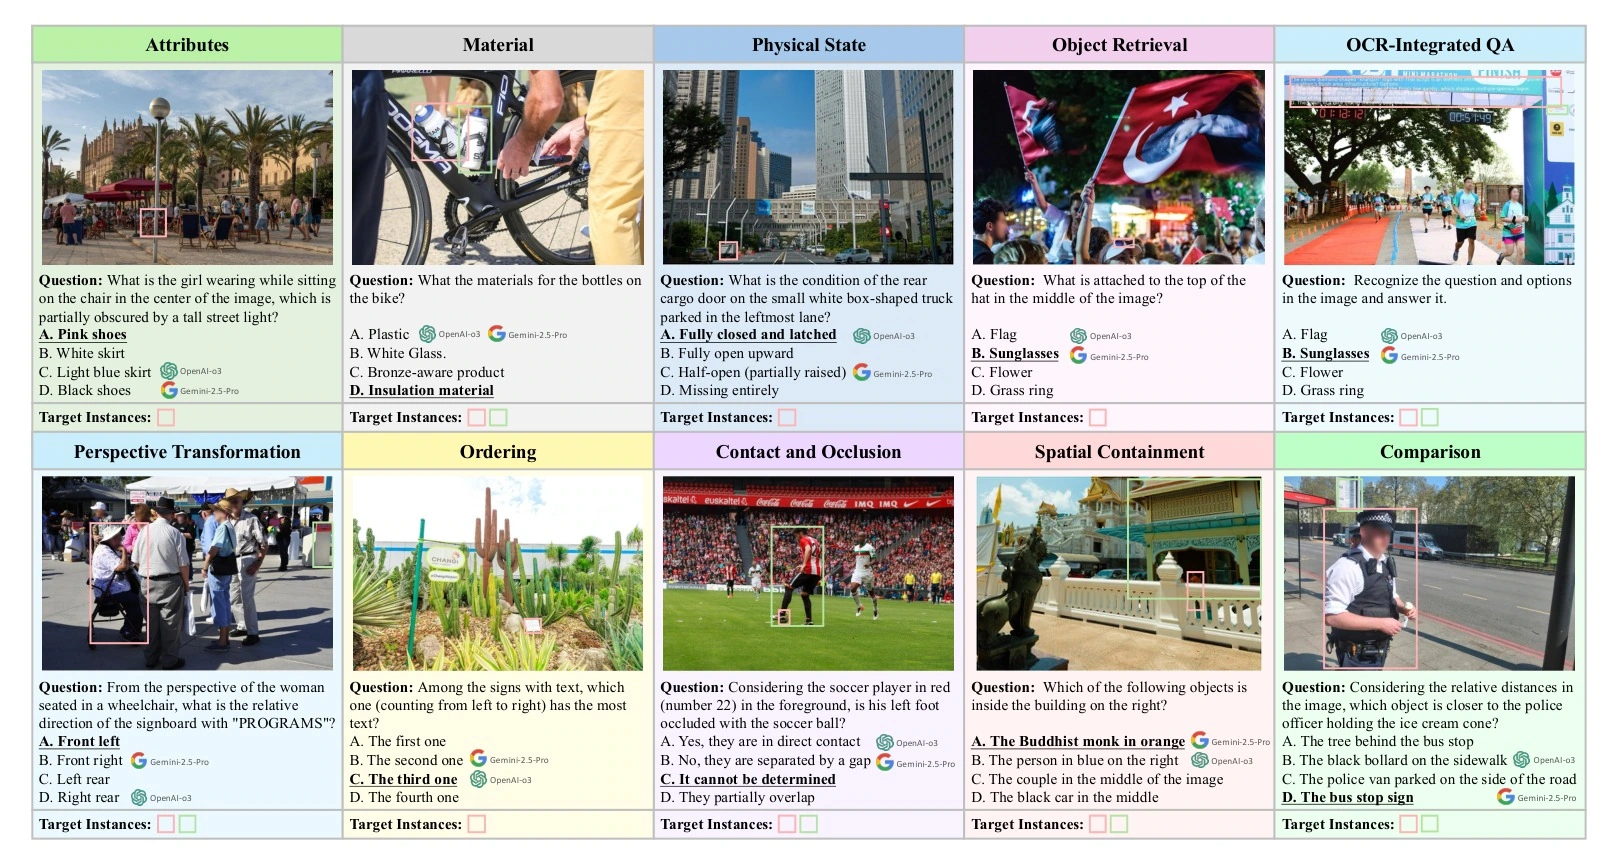 Attributes
Material
Physical State
Object Retrieval
OCR-Integrated QA
PINARELLO
DOGMA
FINISH
01:18:12
00:51:49
Question: What is the girl wearing while sitting
on the chair in the center of the image, which is
partially obscured by a tall street light?
A. Pink shoes
B. White skirt
C. Light blue skirt OpenAI-o3
D. Black shoes Gemini-2.5-Pro
Target Instances:
Question: What the materials for the bottles on
the bike?
A. Plastic OpenAI-o3 Gemini-2.5-Pro
B. White Glass.
C. Bronze-aware product
D. Insulation material
Target Instances:
Question: What is the condition of the rear
cargo door on the small white box-shaped truck
parked in the leftmost lane?
A. Fully closed and latched OpenAI-o3
B. Fully open upward
C. Half-open (partially raised) Gemini-2.5-Pro
D. Missing entirely
Target Instances:
Question: What is attached to the top of the
hat in the middle of the image?
A. Flag OpenAI-o3
B. Sunglasses Gemini-2.5-Pro
C. Flower
D. Grass ring
Target Instances:
Question: Recognize the question and options
in the image and answer it.
A. Flag OpenAI-o3
B. Sunglasses Gemini-2.5-Pro
C. Flower
D. Grass ring
Target Instances:
Perspective Transformation
Ordering
Contact and Occlusion
Spatial Containment
Comparison
CHANGI
euskaltel
euskaltel
Coca-Cola
Coca-Cola
IMQ
IMQ
Question: From the perspective of the woman
seated in a wheelchair, what is the relative
direction of the signboard with "PROGRAMS"?
A. Front left
B. Front right Gemini-2.5-Pro
C. Left rear
D. Right rear OpenAI-o3
Target Instances:
Question: Among the signs with text, which
one (counting from left to right) has the most
text?
A. The first one
B. The second one Gemini-2.5-Pro
C. The third one OpenAI-o3
D. The fourth one
Target Instances:
Question: Considering the soccer player in red
(number 22) in the foreground, is his left foot
occluded with the soccer ball?
A. Yes, they are in direct contact OpenAI-o3
B. No, they are separated by a gap Gemini-2.5-Pro
C. It cannot be determined
D. They partially overlap
Target Instances:
Question: Which of the following objects is
inside the building on the right?
A. The Buddhist monk in orange Gemini-2.5-Pro
B. The person in blue on the right OpenAI-o3
C. The couple in the middle of the image
D. The black car in the middle
Target Instances:
Question: Considering the relative distances in
the image, which object is closer to the police
officer holding the ice cream cone?
A. The tree behind the bus stop
B. The black bollard on the sidewalk OpenAI-o3
C. The police van parked on the side of the road
D. The bus stop sign Gemini-2.5-Pro
Target Instances: